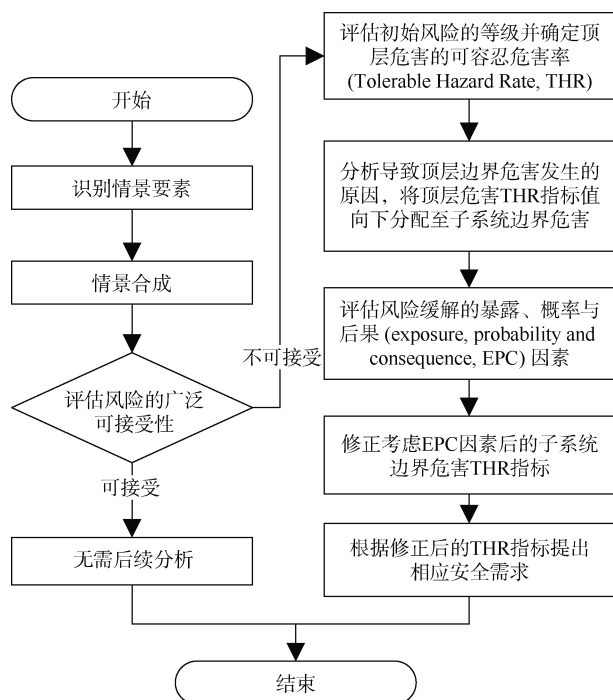 开始
识别情景要素
情景合成
评估风险的广泛
可接受性
可接受
无需后续分析
不可接受
评估初始风险的等级并确定顶
层危害的可容忍危害率
(Tolerable Hazard Rate, THR)
分析导致顶层边界危害发生的
原因，将顶层危害THR指标值
向下分配至子系统边界危害
评估风险缓解的暴露、概率与
后果 (exposure, probability and
consequence, EPC) 因素
修正考虑EPC因素后的子系统
边界危害THR指标
根据修正后的THR指标提出
相应安全需求
结束